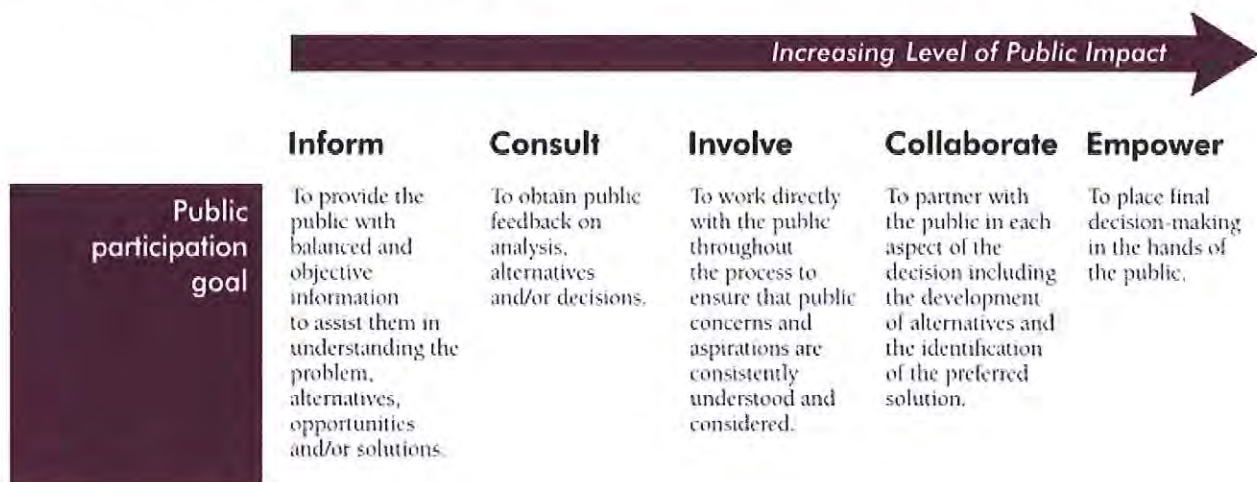 Increasing Level of Public Impact
Inform
Consult
Involve
Collaborate
Empower
Public
participation
goal
To provide the
public with
balanced and
objective
information
to assist them in
understanding the
problem,
alternatives,
opportunities
and/or solutions.
To obtain public
feedback on
analysis,
alternatives
and/or decisions.
To work directly
with the public
throughout
the process to
ensure that public
concerns and
aspirations are
consistently
understood and
considered.
To partner with
the public in each
aspect of the
decision including
the development
of alternatives and
the identification
of the preferred
solution.
To place final
decision-making
in the hands of
the public.